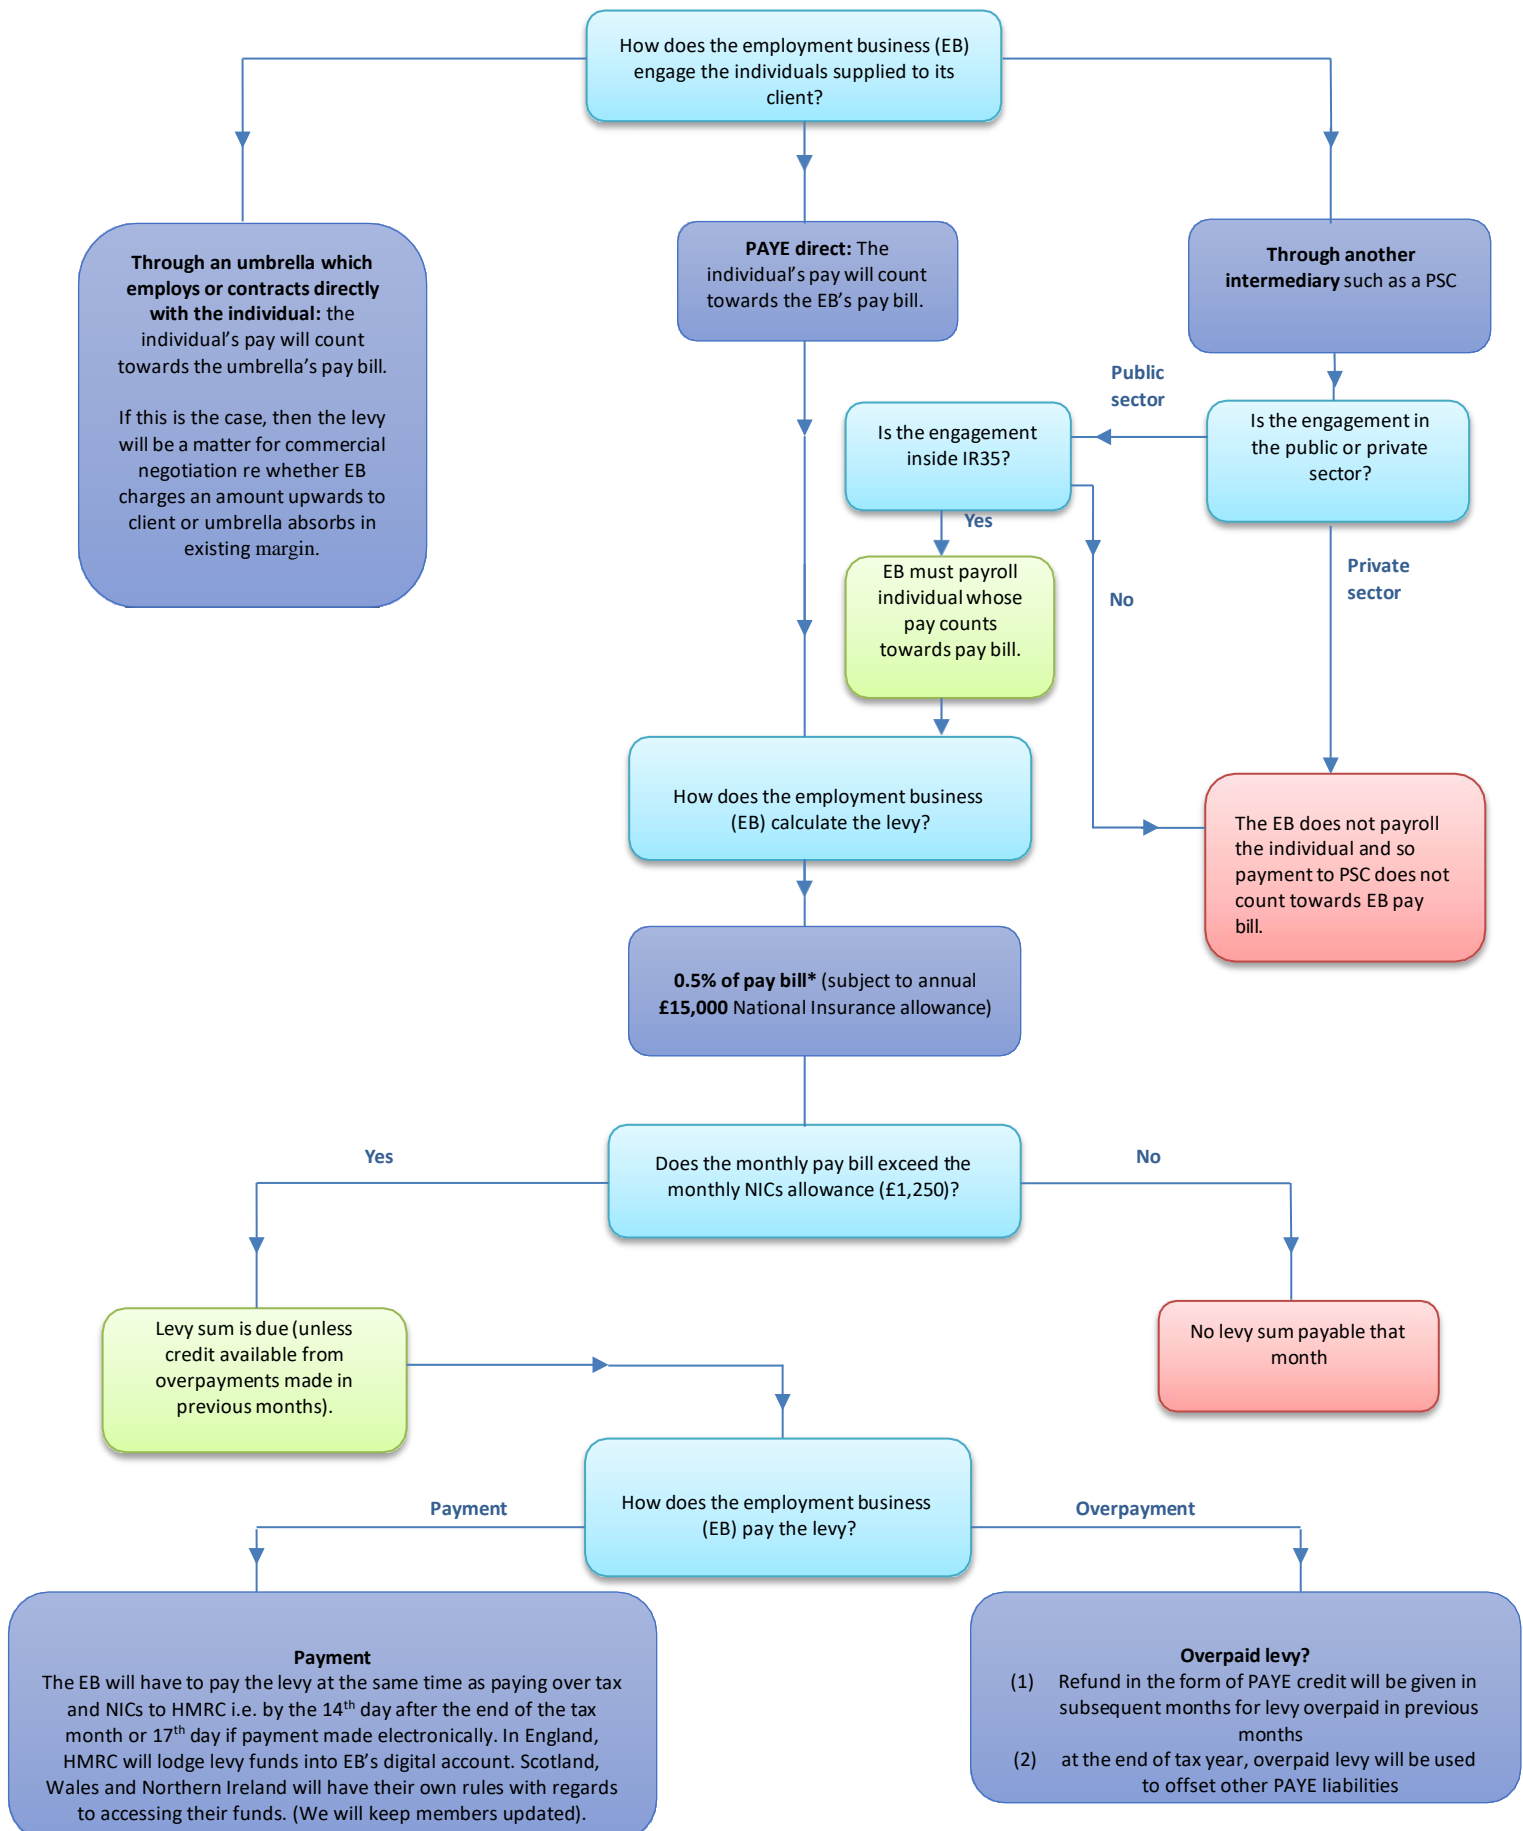 How does the employment business (EB)
engage the individuals supplied to its
client?
Through an umbrella which
employs or contracts directly
with the individual: the
individual’s pay will count
towards the umbrella’s pay bill.
If this is the case, then the levy
will be a matter for commercial
negotiation re whether EB
charges an amount upwards to
client or umbrella absorbs in
existing margin.
PAYE direct: The
individual’s pay will count
towards the EB’s pay bill.
Through another
intermediary such as a PSC
Public
sector
Is the engagement in
the public or private
sector?
Is the engagement
inside IR35?
Yes
No
Private
sector
EB must payroll
individual whose
pay counts
towards pay bill.
How does the employment business
(EB) calculate the levy?
The EB does not payroll
the individual and so
payment to PSC does not
count towards EB pay
bill.
0.5% of pay bill* (subject to annual
£15,000 National Insurance allowance)
Does the monthly pay bill exceed the
monthly NICs allowance (£1,250)?
Yes
No
Levy sum is due (unless
credit available from
overpayments made in
previous months).
No levy sum payable that
month
How does the employment business
(EB) pay the levy?
Payment
Overpayment
Payment
The EB will have to pay the levy at the same time as paying over tax
and NICs to HMRC i.e. by the 14th day after the end of the tax
month or 17th day if payment made electronically. In England,
HMRC will lodge levy funds into EB’s digital account. Scotland,
Wales and Northern Ireland will have their own rules with regards
to accessing their funds. (We will keep members updated).
Overpaid levy?
(1) Refund in the form of PAYE credit will be given in
subsequent months for levy overpaid in previous
months
(2) at the end of tax year, overpaid levy will be used
to offset other PAYE liabilities